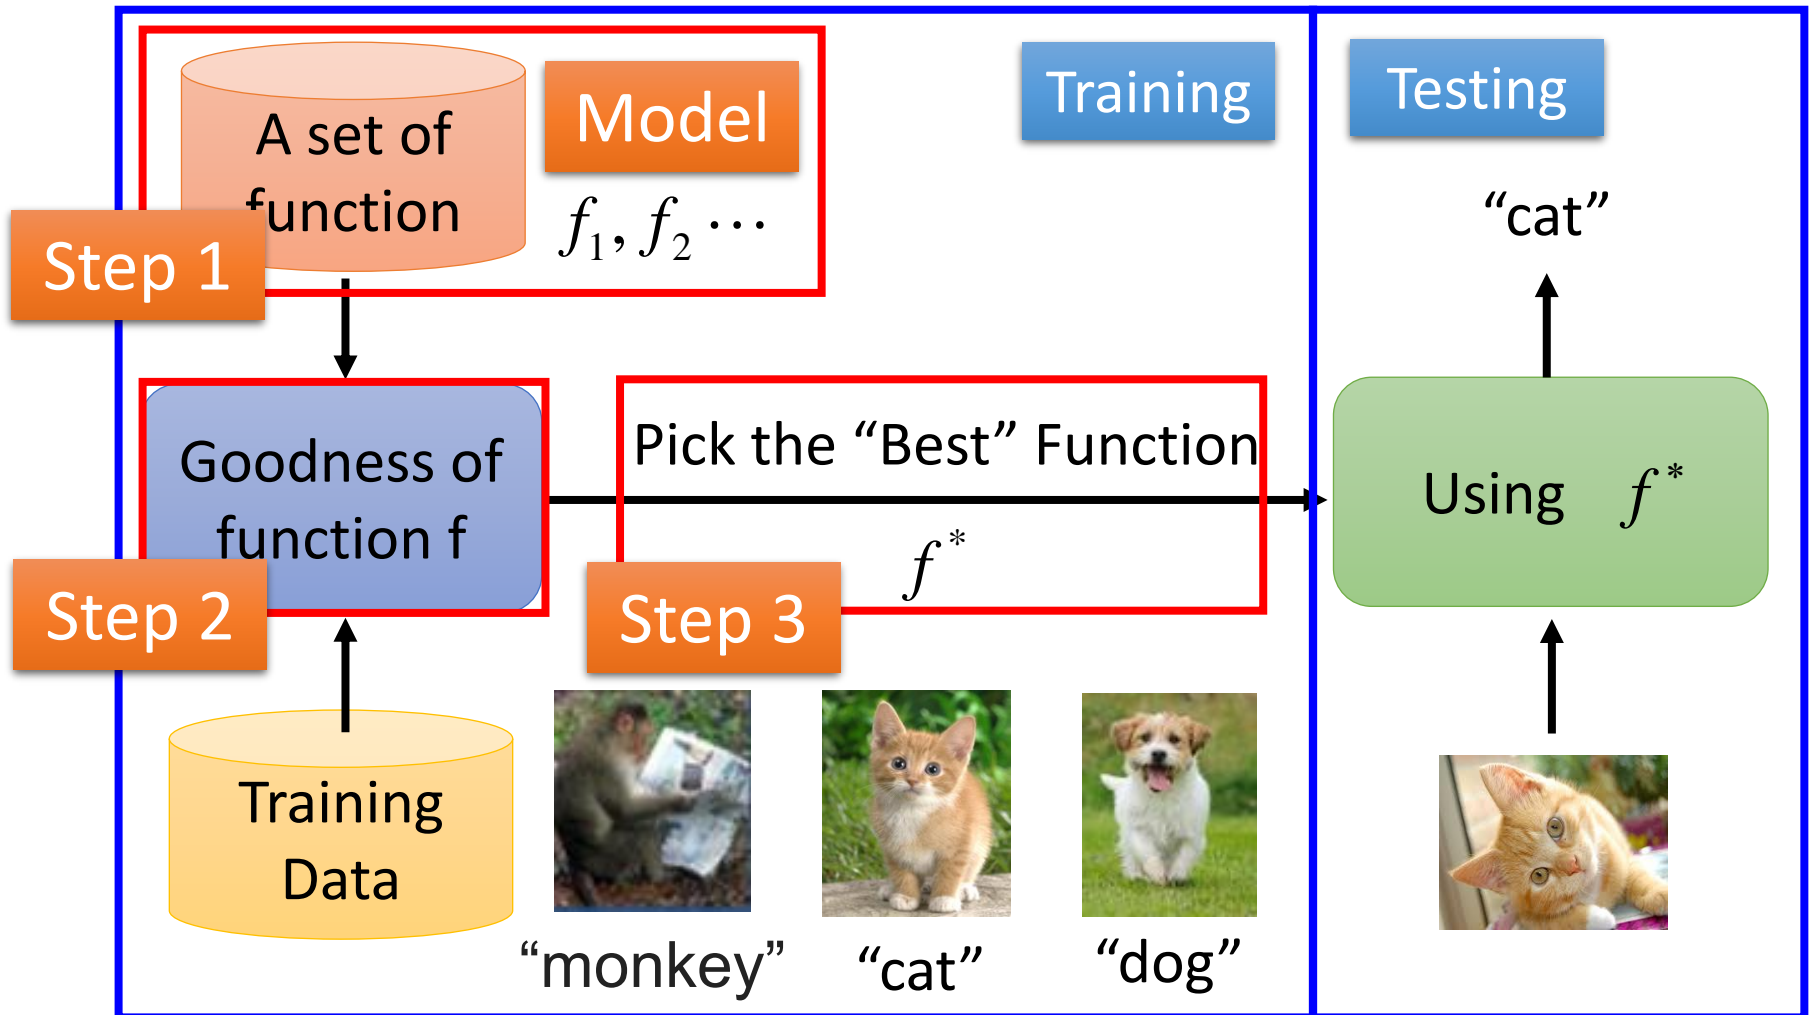 A set of
function
Model
f₁, f₂ ⋯
Step 1
Training
Goodness of
function f
Step 2
Pick the “Best” Function
f*
Step 3
Training
Data
“monkey”
“cat”
“dog”
Testing
“cat”
Using f*